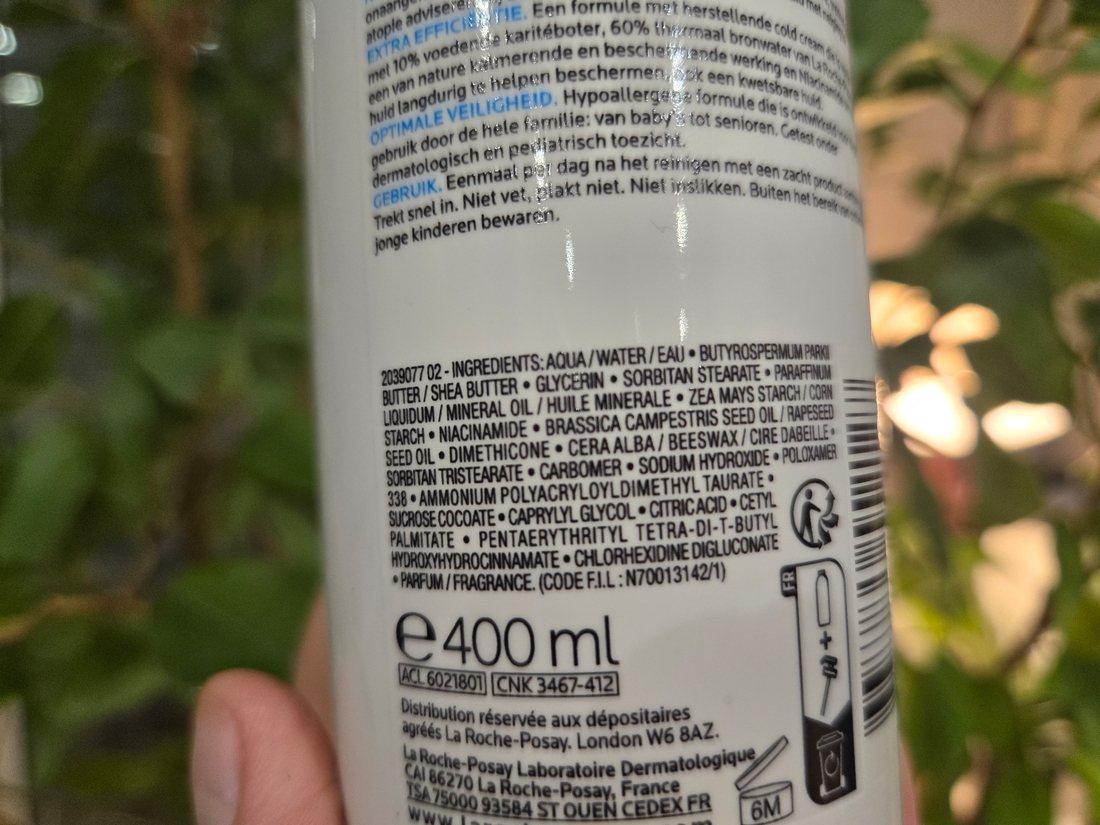 atopie
EXTRA EFFICIËNTIE. Een formule met herstellende cold cream
met 10% voedende karitéboter, 60% thermaal bronwater van La
een van nature kalmerende en beschermende werking en
huid langdurig te helpen beschermen, ook een kwetsbare huid.
OPTIMALE VEILIGHEID. Hypoallergene formule die is ontwikkeld
gebruik door de hele familie: van baby's tot senioren. Getest onder
dermatologisch en pediatrisch toezicht.
GEBRUIK. Eenmaal per dag na het reinigen met een zacht product
Trekt snel in. Niet vet, plakt niet. Niet inslikken. Buiten het bereik
jonge kinderen bewaren.
2039077 02 - INGREDIENTS: AQUA / WATER / EAU • BUTYROSPERMUM PARKII
BUTTER / SHEA BUTTER • GLYCERIN • SORBITAN STEARATE • PARAFFINUM
LIQUIDUM / MINERAL OIL / HUILE MINERALE • ZEA MAYS STARCH / CORN
STARCH • NIACINAMIDE • BRASSICA CAMPESTRIS SEED OIL / RAPESEED
SEED OIL • DIMETHICONE • CERA ALBA / BEESWAX / CIRE DABEILLE •
SORBITAN TRISTEARATE • CARBOMER • SODIUM HYDROXIDE • POLOXAMER
338 • AMMONIUM POLYACRYLOYLDIMETHYL TAURATE •
SUCROSE COCOATE • CAPRYLYL GLYCOL • CITRIC ACID • CETYL
PALMITATE • PENTAERYTHRITYL TETRA-DI-T-BUTYL
HYDROXYHYDROCINNAMATE • CHLORHEXIDINE DIGLUCONATE
• PARFUM / FRAGRANCE. (CODE F.I.L : N70013142/1)
FR
+
e 400 ml
ACL 6021801 CNK 3467-412
Distribution réservée aux dépositaires
agréés La Roche-Posay. London W6 8AZ.
La Roche-Posay Laboratoire Dermatologique
CAI 86270 La Roche-Posay, France
TSA 75000 93584 ST OUEN CEDEX FR
6M